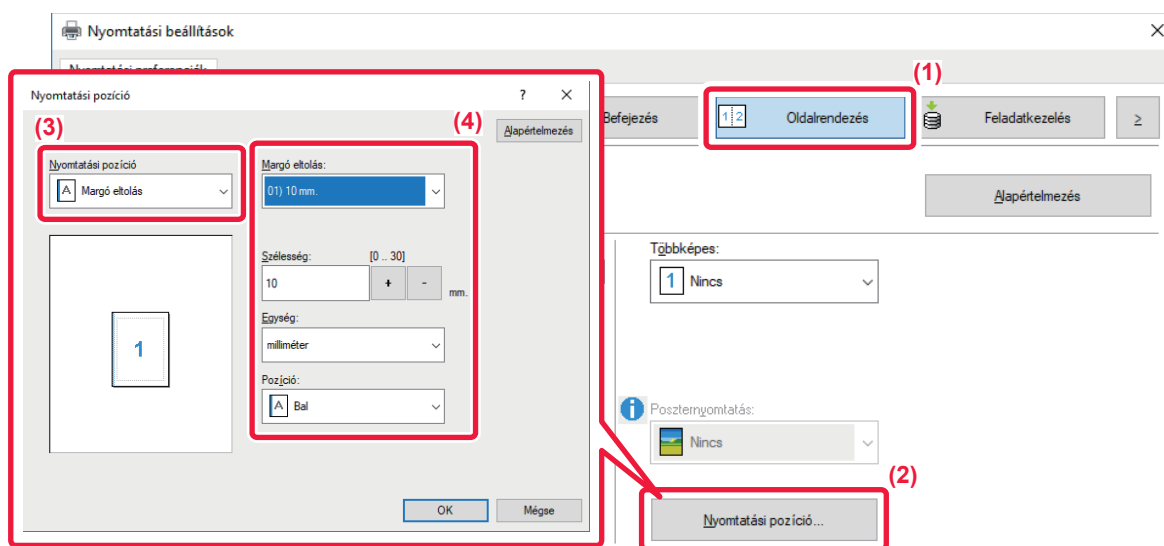 Nyomtatási beállítások
Nyomtatási preferenciák
(1)
Befejezés
1 2 Oldalrendezés
Feladatkezelés
>
Alapértelmezés
Többképes:
1 Nincs
Poszternyomtatás:
Nincs
(2)
Nyomtatási pozíció...
Nyomtatási pozíció ? ×
(3)
(4)
Alapértelmezés
Nyomtatási pozíció
A Margó eltolás
Margó eltolás:
01) 10 mm.
Szélesség: [0 .. 30]
10 + - mm.
Egység:
milliméter
Pozíció:
A Bal
1
OK Mégse